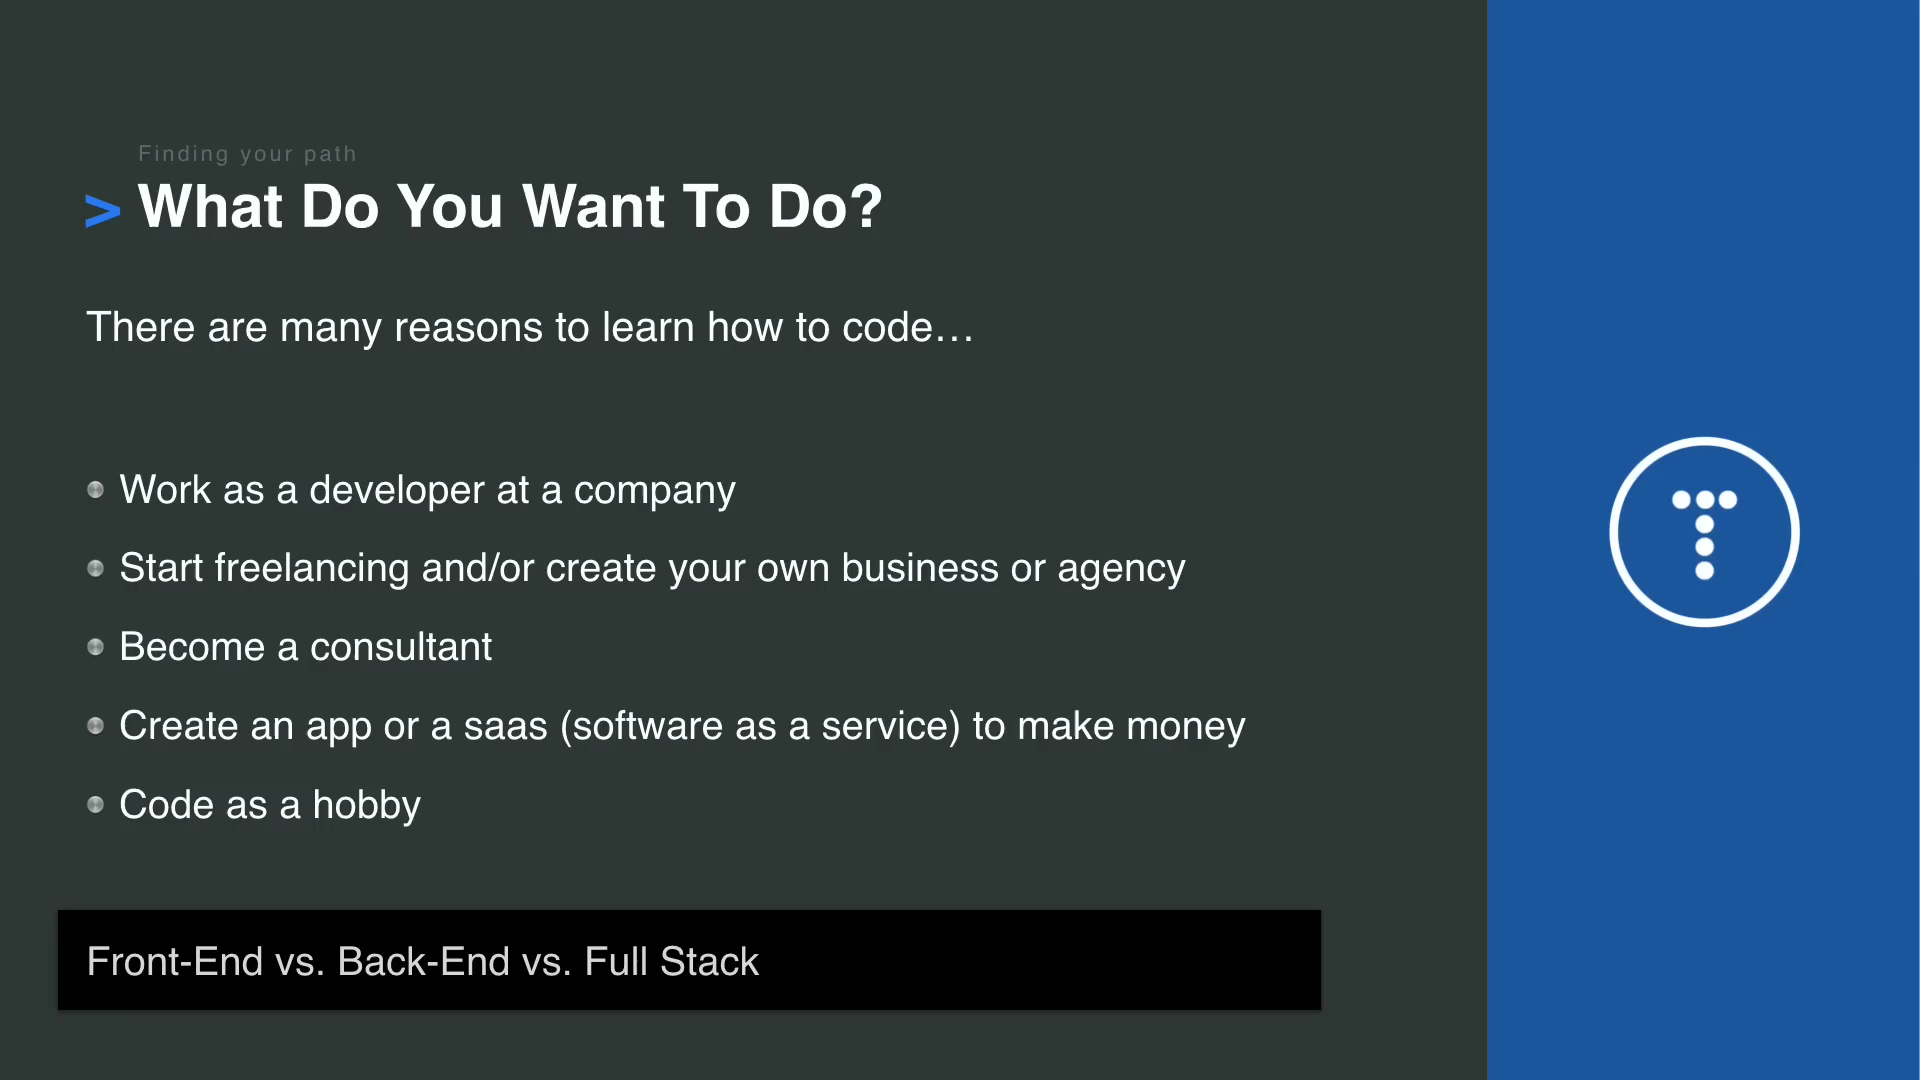 Finding your path
> What Do You Want To Do?
There are many reasons to learn how to code…
Work as a developer at a company
Start freelancing and/or create your own business or agency
Become a consultant
Create an app or a saas (software as a service) to make money
Code as a hobby
Front-End vs. Back-End vs. Full Stack
T